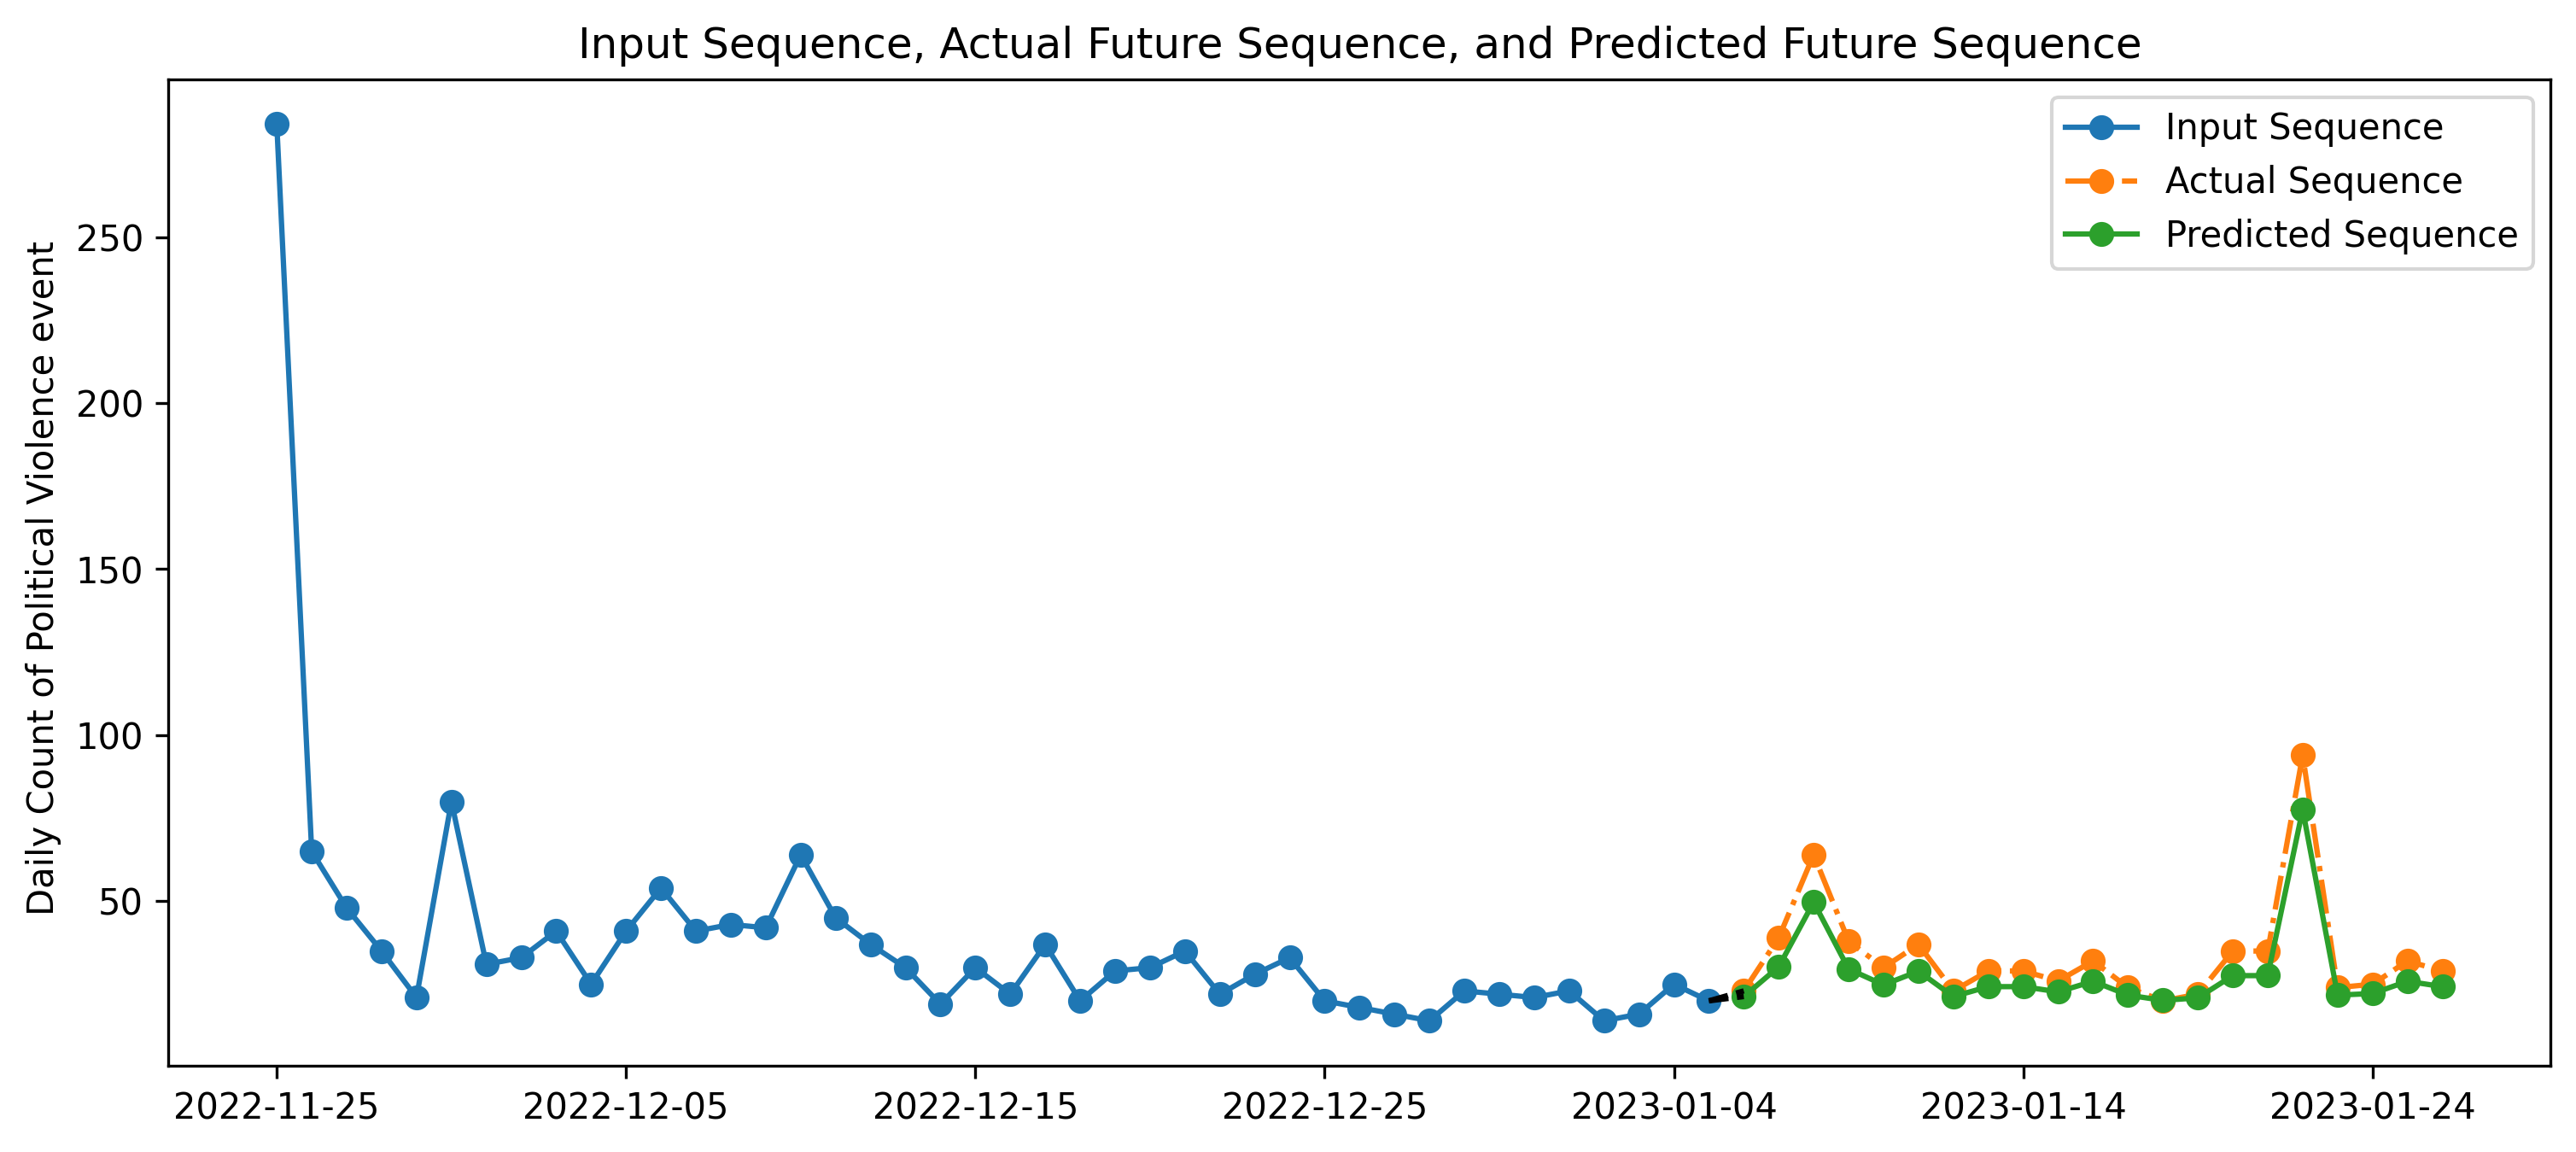 Input Sequence, Actual Future Sequence, and Predicted Future Sequence
Daily Count of Political Violence event
250
200
150
100
50
2022-11-25
2022-12-05
2022-12-15
2022-12-25
2023-01-04
2023-01-14
2023-01-24
Input Sequence
Actual Sequence
Predicted Sequence